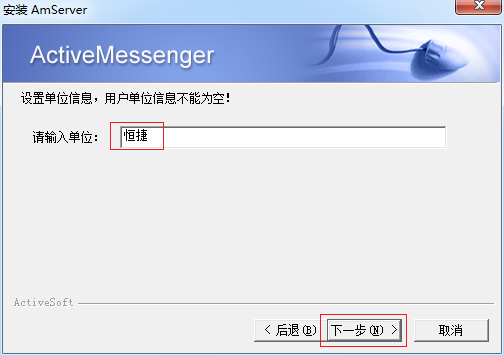 安装 AmServer
ActiveMessenger
设置单位信息，用户单位信息不能为空!
请输入单位: 恒捷
ActiveSoft
< 后退(B) 下一步(N) > 取消